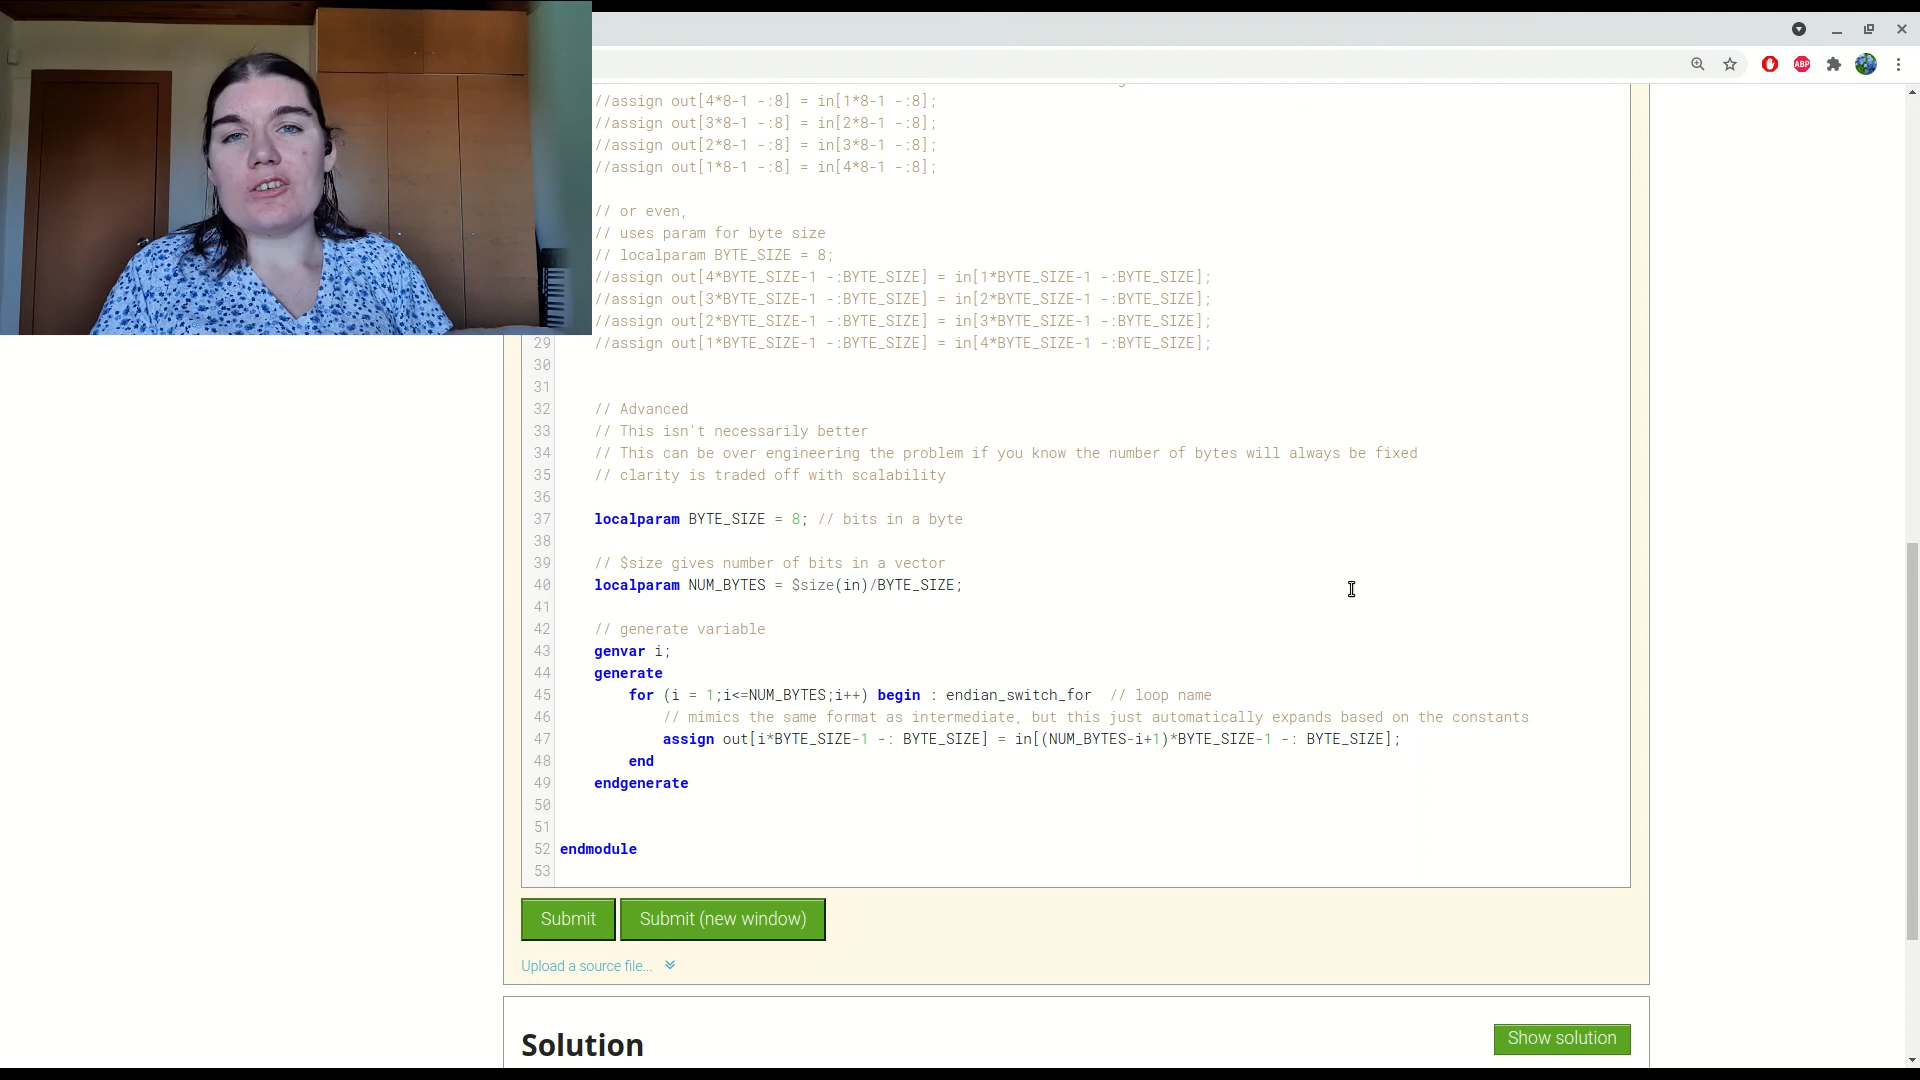 //assign out[4*8-1 -:8] = in[1*8-1 -:8];
//assign out[3*8-1 -:8] = in[2*8-1 -:8];
//assign out[2*8-1 -:8] = in[3*8-1 -:8];
//assign out[1*8-1 -:8] = in[4*8-1 -:8];
// or even,
// uses param for byte size
// localparam BYTE_SIZE = 8;
//assign out[4*BYTE_SIZE-1 -:BYTE_SIZE] = in[1*BYTE_SIZE-1 -:BYTE_SIZE];
//assign out[3*BYTE_SIZE-1 -:BYTE_SIZE] = in[2*BYTE_SIZE-1 -:BYTE_SIZE];
//assign out[2*BYTE_SIZE-1 -:BYTE_SIZE] = in[3*BYTE_SIZE-1 -:BYTE_SIZE];
29 //assign out[1*BYTE_SIZE-1 -:BYTE_SIZE] = in[4*BYTE_SIZE-1 -:BYTE_SIZE];
30
31
32 // Advanced
33 // This isn't necessarily better
34 // This can be over engineering the problem if you know the number of bytes will always be fixed
35 // clarity is traded off with scalability
36
37 localparam BYTE_SIZE = 8; // bits in a byte
38
39 // $size gives number of bits in a vector
40 localparam NUM_BYTES = $size(in)/BYTE_SIZE;
41
42 // generate variable
43 genvar i;
44 generate
45 for (i = 1;i<=NUM_BYTES;i++) begin : endian_switch_for // loop name
46 // mimics the same format as intermediate, but this just automatically expands based on the constants
47 assign out[i*BYTE_SIZE-1 -: BYTE_SIZE] = in[(NUM_BYTES-i+1)*BYTE_SIZE-1 -: BYTE_SIZE];
48 end
49 endgenerate
50
51
52 endmodule
53
Submit Submit (new window)
Upload a source file...
Solution Show solution
ABP